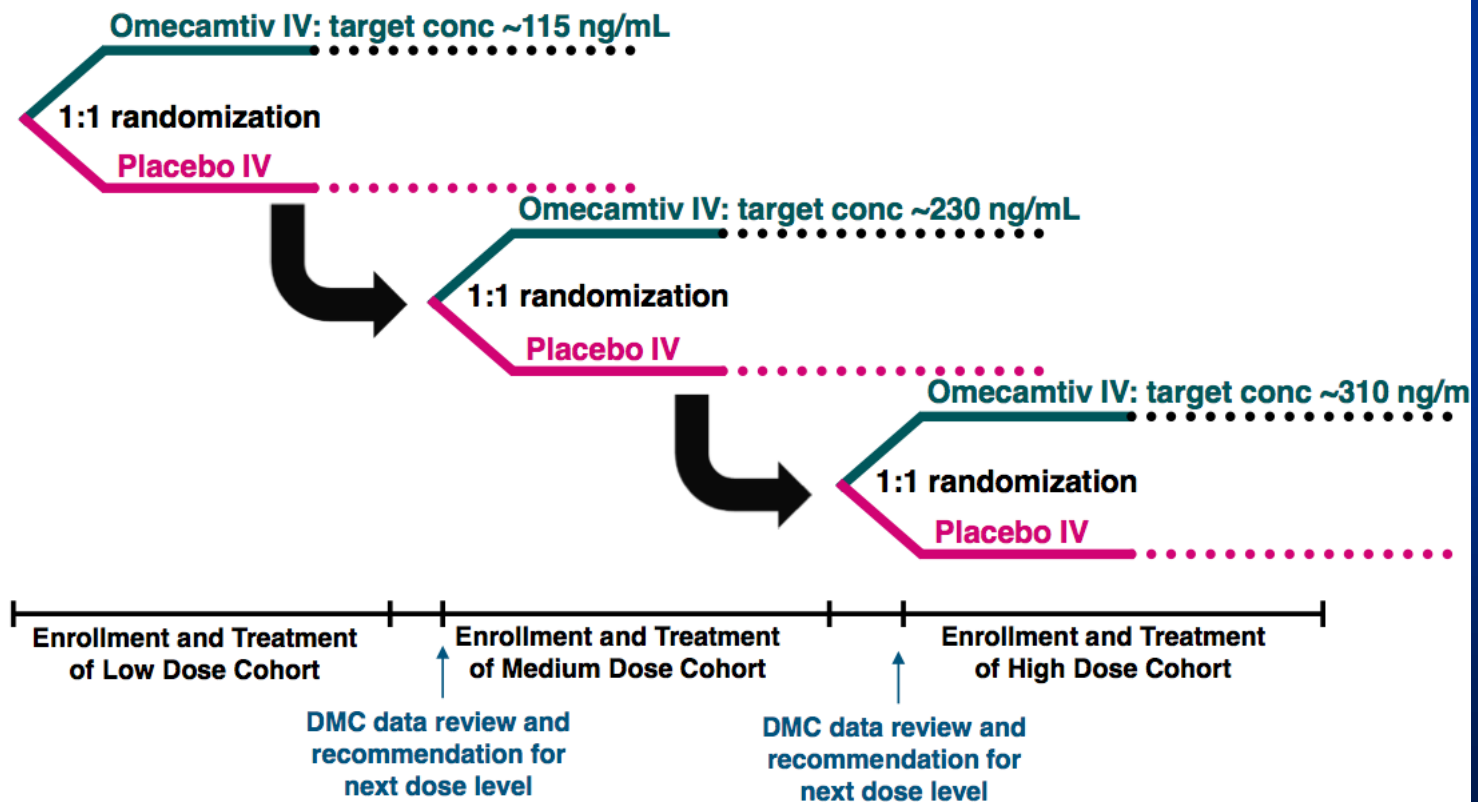 Omecamtiv IV: target conc ~115 ng/mL
1:1 randomization
Placebo IV
Omecamtiv IV: target conc ~230 ng/mL
1:1 randomization
Placebo IV
Omecamtiv IV: target conc ~310 ng/m
1:1 randomization
Placebo IV
Enrollment and Treatment
of Low Dose Cohort
Enrollment and Treatment
of Medium Dose Cohort
Enrollment and Treatment
of High Dose Cohort
DMC data review and
recommendation for
next dose level
DMC data review and
recommendation for
next dose level